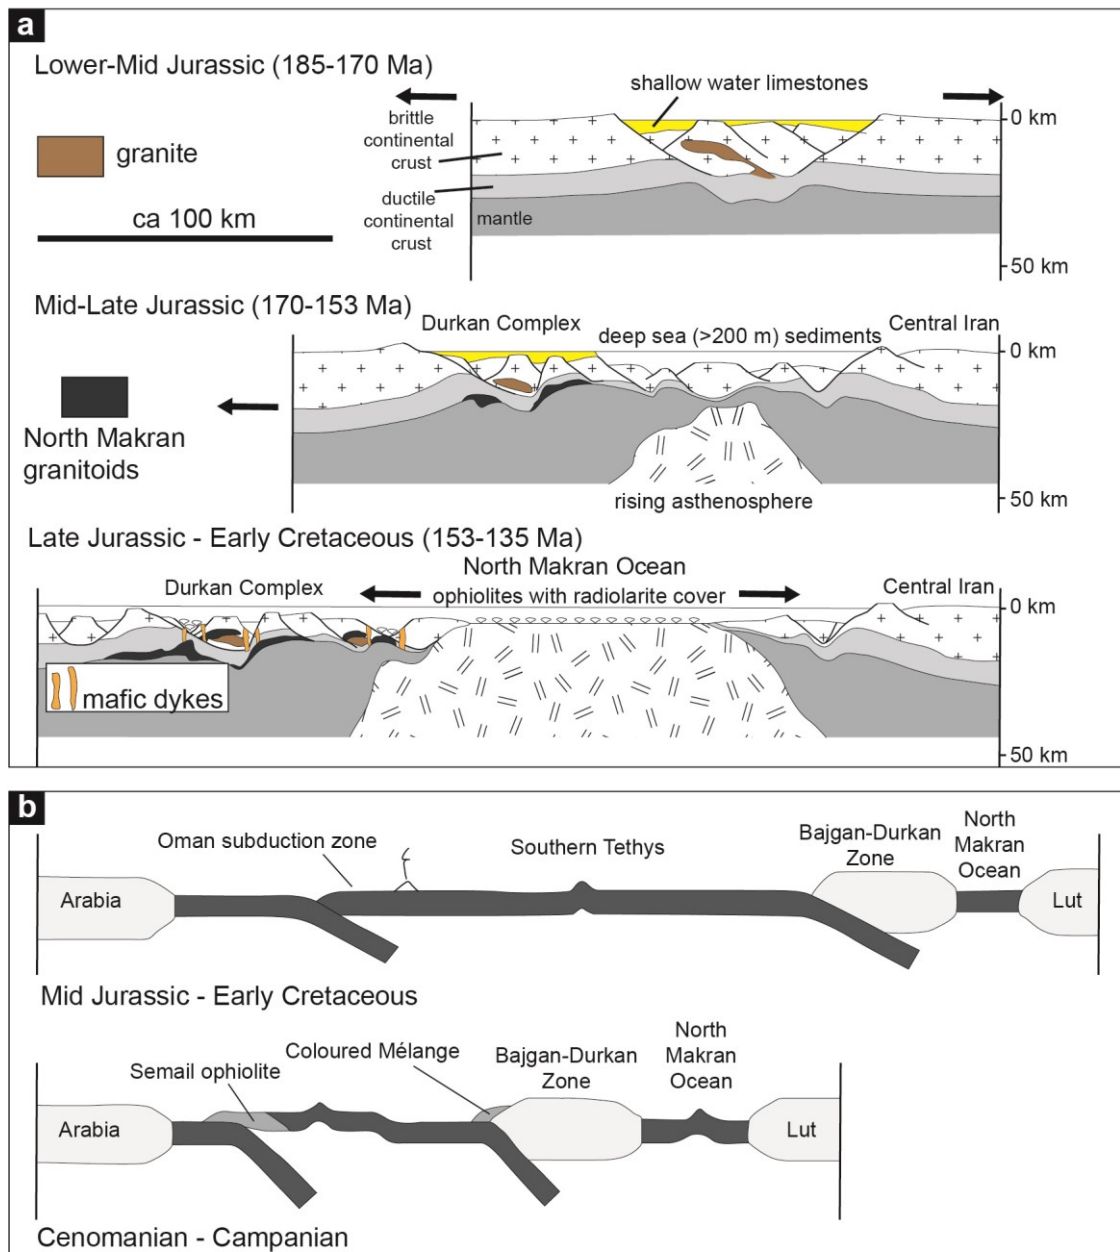 a
Lower-Mid Jurassic (185-170 Ma)
shallow water limestones
granite
brittle
continental
crust
0 km
ductile
continental
crust
mantle
ca 100 km
50 km
Mid-Late Jurassic (170-153 Ma)
Durkan Complex
deep sea (>200 m) sediments
Central Iran
0 km
North Makran
granitoids
rising asthenosphere
50 km
Late Jurassic - Early Cretaceous (153-135 Ma)
North Makran Ocean
Durkan Complex
ophiolites with radiolarite cover
Central Iran
0 km
mafic dykes
50 km
b
Oman subduction zone
Southern Tethys
Bajgan-Durkan
Zone
North
Makran
Ocean
Arabia
Lut
Mid Jurassic - Early Cretaceous
Semail ophiolite
Coloured Mélange
Bajgan-Durkan
Zone
North
Makran
Ocean
Arabia
Lut
Cenomanian - Campanian